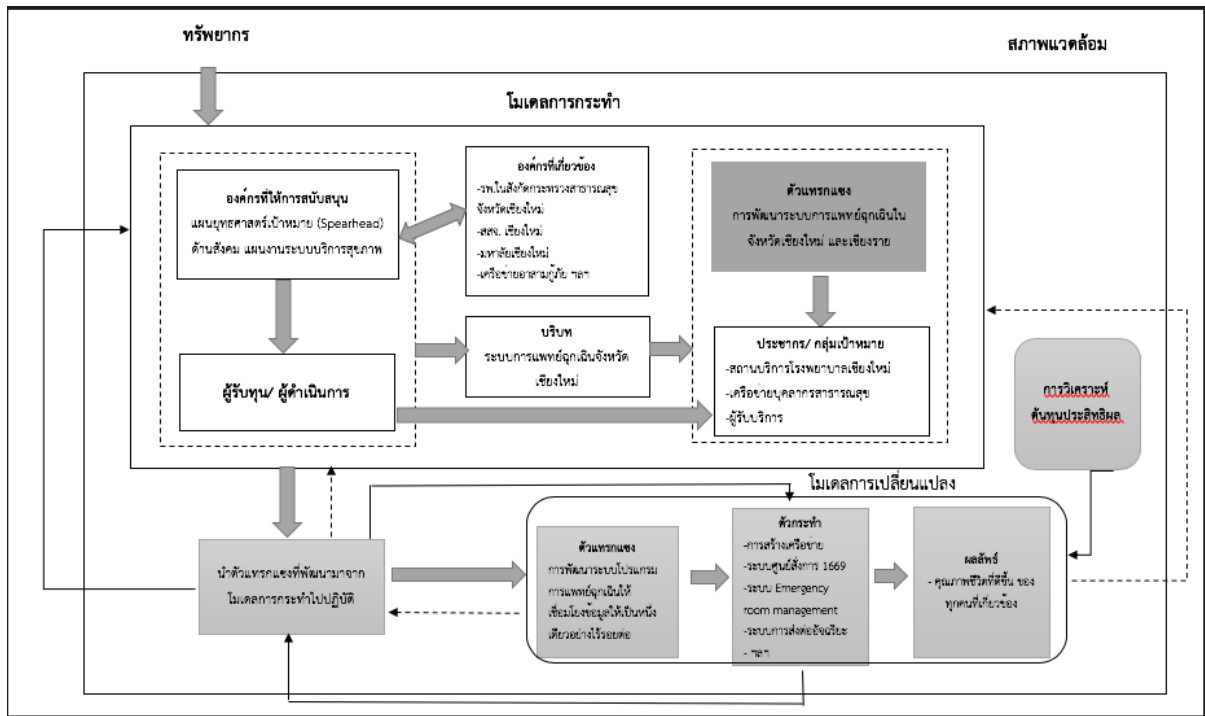 ทรัพยากร
สภาพแวดล้อม
โมเดลการกระทำ
องค์กรที่ให้การสนับสนุน
แผนยุทธศาสตร์เป้าหมาย (Spearhead)
ด้านสังคม แผนงานระบบบริการสุขภาพ
องค์กรที่เกี่ยวข้อง
-รพ.ในสังกัดกระทรวงสาธารณสุข
จังหวัดเชียงใหม่
-สสจ. เชียงใหม่
-มหาลัยเชียงใหม่
-เครือข่ายอาสามกู้ภัย ฯลฯ
ตัวแทรกแซง
การพัฒนาระบบการแพทย์ฉุกเฉินใน
จังหวัดเชียงใหม่ และเชียงราย
บริบท
ระบบการแพทย์ฉุกเฉินจังหวัด
เชียงใหม่
ผู้รับทุน/ ผู้ดำเนินการ
ประชากร/ กลุ่มเป้าหมาย
-สถานบริการโรงพยาบาลเชียงใหม่
-เครือข่ายบุคลากรสาธารณสุข
-ผู้รับบริการ
การวิเคราะห์
ต้นทุนประสิทธิผล
โมเดลการเปลี่ยนแปลง
นำตัวแทรกแซงที่พัฒนามาจาก
โมเดลการกระทำไปปฏิบัติ
ตัวแทรกแซง
การพัฒนาระบบโปรแกรม
การแพทย์ฉุกเฉินให้
เชื่อมโยงข้อมูลให้เป็นหนึ่ง
เดียวอย่างไร้รอยต่อ
ตัวกระทำ
-การสร้างเครือข่าย
-ระบบศูนย์สั่งการ 1669
-ระบบ Emergency
room management
-ระบบการส่งต่ออัจฉริยะ
- ฯลฯ
ผลลัพธ์
- คุณภาพชีวิตที่ดีขึ้น ของ
ทุกคนที่เกี่ยวข้อง